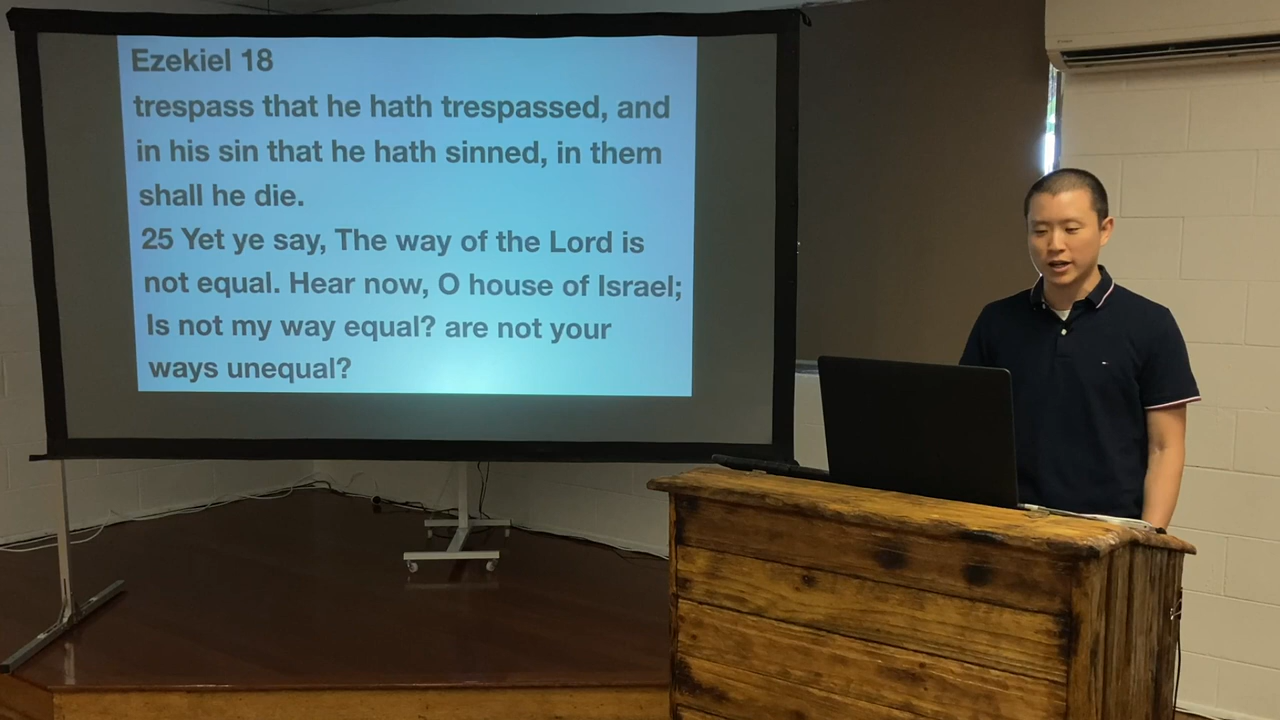 Ezekiel 18
trespass that he hath trespassed, and
in his sin that he hath sinned, in them
shall he die.
25 Yet ye say, The way of the Lord is
not equal. Hear now, O house of Israel;
Is not my way equal? are not your
ways unequal?